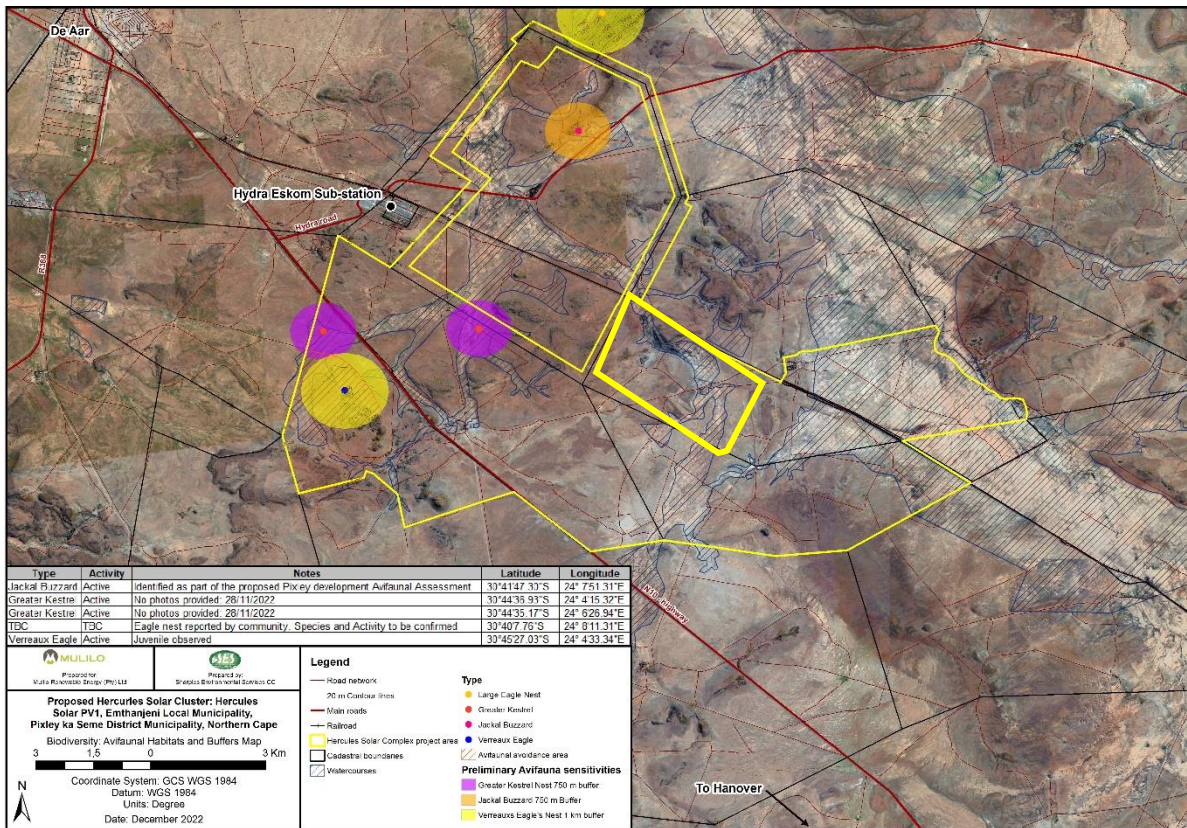 De Aar
Hydra Eskom Sub-station
Hydra road
R388
N10 - highway
To Hanover
Type Activity Notes Latitude Longitude
Jackal Buzzard Active Identified as part of the proposed Pixley development Avifaunal Assessment 30°41'47.30"S 24° 7'51.31"E
Greater Kestrel Active No photos provided: 28/11/2022 30°44'36.93"S 24° 4'15.32"E
Greater Kestrel Active No photos provided: 28/11/2022 30°44'35.17"S 24° 6'26.94"E
TBC TBC Eagle nest reported by community. Species and Activity to be confirmed 30°40'7.76"S 24° 8'11.31"E
Verreaux Eagle Active Juvenile observed 30°45'27.03"S 24° 4'33.34"E
MULILO
Prepared for:
Mulilo Renewable Energy (Pty) Ltd
SES
Prepared by:
Sharples Environmental Services CC
Proposed Hercurles Solar Cluster: Hercules
Solar PV1, Emthanjeni Local Municipality,
Pixley ka Seme District Municipality, Northern Cape
Biodiversity: Avifaunal Habitats and Buffers Map
3 1,5 0 3 Km
Coordinate System: GCS WGS 1984
Datum: WGS 1984
Units: Degree
Date: December 2022
N
Legend
Road network
20 m Contour lines
Main roads
Railroad
Hercules Solar Complex project area
Cadastral boundaries
Watercourses
Type
Large Eagle Nest
Greater Kestrel
Jackal Buzzard
Verreaux Eagle
Avifaunal avoidance area
Preliminary Avifauna sensitivities
Greater Kestrel Nest 750 m buffer
Jackal Buzzard 750 m Buffer
Verreauxs Eagle's Nest 1 km buffer